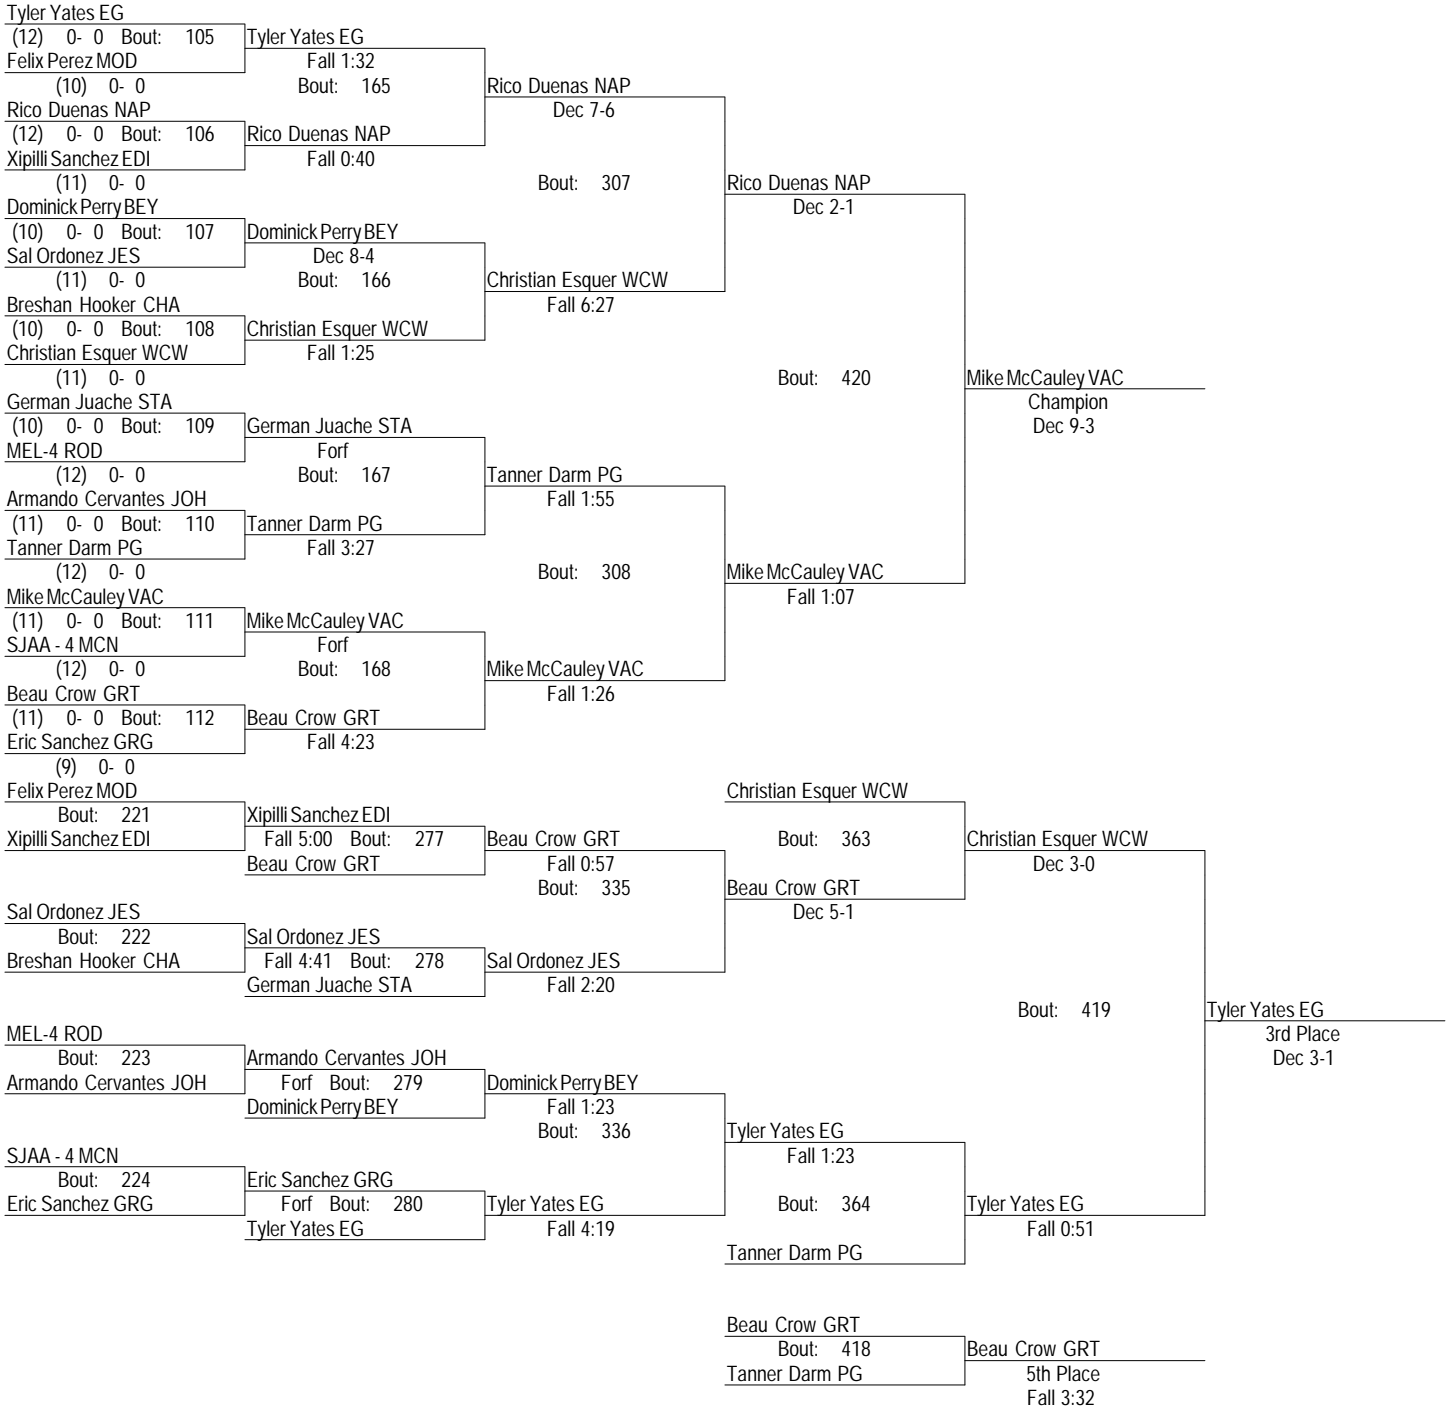 Tyler Yates EG
(12) 0- 0 Bout: 105 Tyler Yates EG
Felix Perez MOD Fall 1:32
(10) 0- 0 Bout: 165 Rico Duenas NAP
Rico Duenas NAP Dec 7-6
(12) 0- 0 Bout: 106 Rico Duenas NAP
Xipilli Sanchez EDI Fall 0:40
(11) 0- 0 Bout: 307 Rico Duenas NAP
Dominick Perry BEY Dec 2-1
(10) 0- 0 Bout: 107 Dominick Perry BEY
Sal Ordonez JES Dec 8-4
(11) 0- 0 Bout: 166 Christian Esquer WCW
Breshan Hooker CHA Fall 6:27
(10) 0- 0 Bout: 108 Christian Esquer WCW
Christian Esquer WCW Fall 1:25
(11) 0- 0 Bout: 420 Mike McCauley VAC
German Juache STA Champion
(10) 0- 0 Bout: 109 German Juache STA Dec 9-3
MEL-4 ROD Forf
(12) 0- 0 Bout: 167 Tanner Darm PG
Armando Cervantes JOH Fall 1:55
(11) 0- 0 Bout: 110 Tanner Darm PG
Tanner Darm PG Fall 3:27
(12) 0- 0 Bout: 308 Mike McCauley VAC
Mike McCauley VAC Fall 1:07
(11) 0- 0 Bout: 111 Mike McCauley VAC
SJAA - 4 MCN Forf
(12) 0- 0 Bout: 168 Mike McCauley VAC
Beau Crow GRT Fall 1:26
(11) 0- 0 Bout: 112 Beau Crow GRT
Eric Sanchez GRG Fall 4:23
(9) 0- 0
Felix Perez MOD Christian Esquer WCW
Bout: 221 Xipilli Sanchez EDI
Xipilli Sanchez EDI Fall 5:00 Bout: 277 Beau Crow GRT Bout: 363 Christian Esquer WCW
Beau Crow GRT Fall 0:57 Dec 3-0
Bout: 335 Beau Crow GRT
Sal Ordonez JES Dec 5-1
Bout: 222 Sal Ordonez JES
Breshan Hooker CHA Fall 4:41 Bout: 278 Sal Ordonez JES
German Juache STA Fall 2:20
Bout: 419 Tyler Yates EG
MEL-4 ROD 3rd Place
Bout: 223 Armando Cervantes JOH Dec 3-1
Armando Cervantes JOH Forf Bout: 279 Dominick Perry BEY
Dominick Perry BEY Fall 1:23
Bout: 336 Tyler Yates EG
SJAA - 4 MCN Fall 1:23
Bout: 224 Eric Sanchez GRG
Eric Sanchez GRG Forf Bout: 280 Tyler Yates EG Bout: 364 Tyler Yates EG
Tyler Yates EG Fall 4:19 Fall 0:51
Tanner Darm PG
Beau Crow GRT
Bout: 418 Beau Crow GRT
Tanner Darm PG 5th Place
Fall 3:32